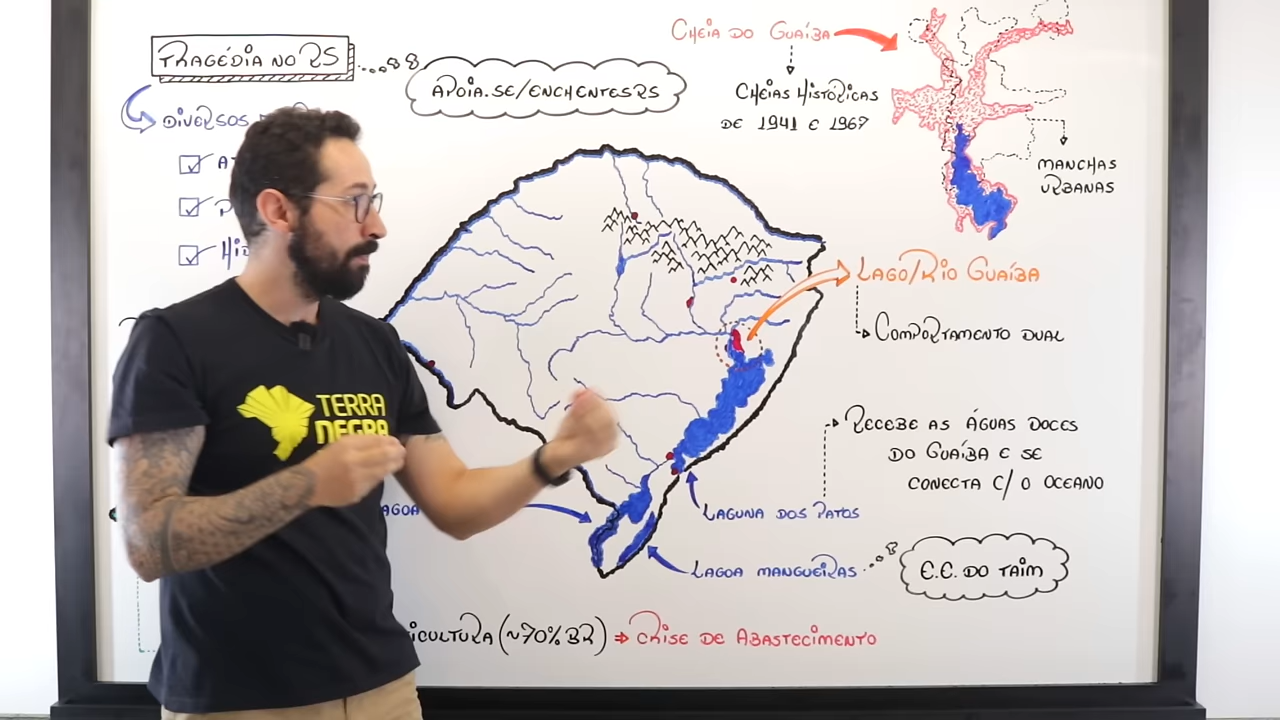 TRAGÉDIA NO RS
APOIA.SE/ENCHENTESRS
DIVERSOS
CHEIA DO GUAÍBA
CHEIAS HISTÓRICAS
DE 1941 E 1967
MANCHAS
URBANAS
LAGO/RIO GUAÍBA
COMPORTAMENTO DUAL
RECEBE AS ÁGUAS DOCES
DO GUAÍBA E SE
CONECTA C/ O OCEANO
LAGUNA DOS PATOS
LAGOA MANGUEIRAS
E.E. DO TAIM
TERRA
NEGRA
(~70% BR) ⇒ CRISE DE ABASTECIMENTO